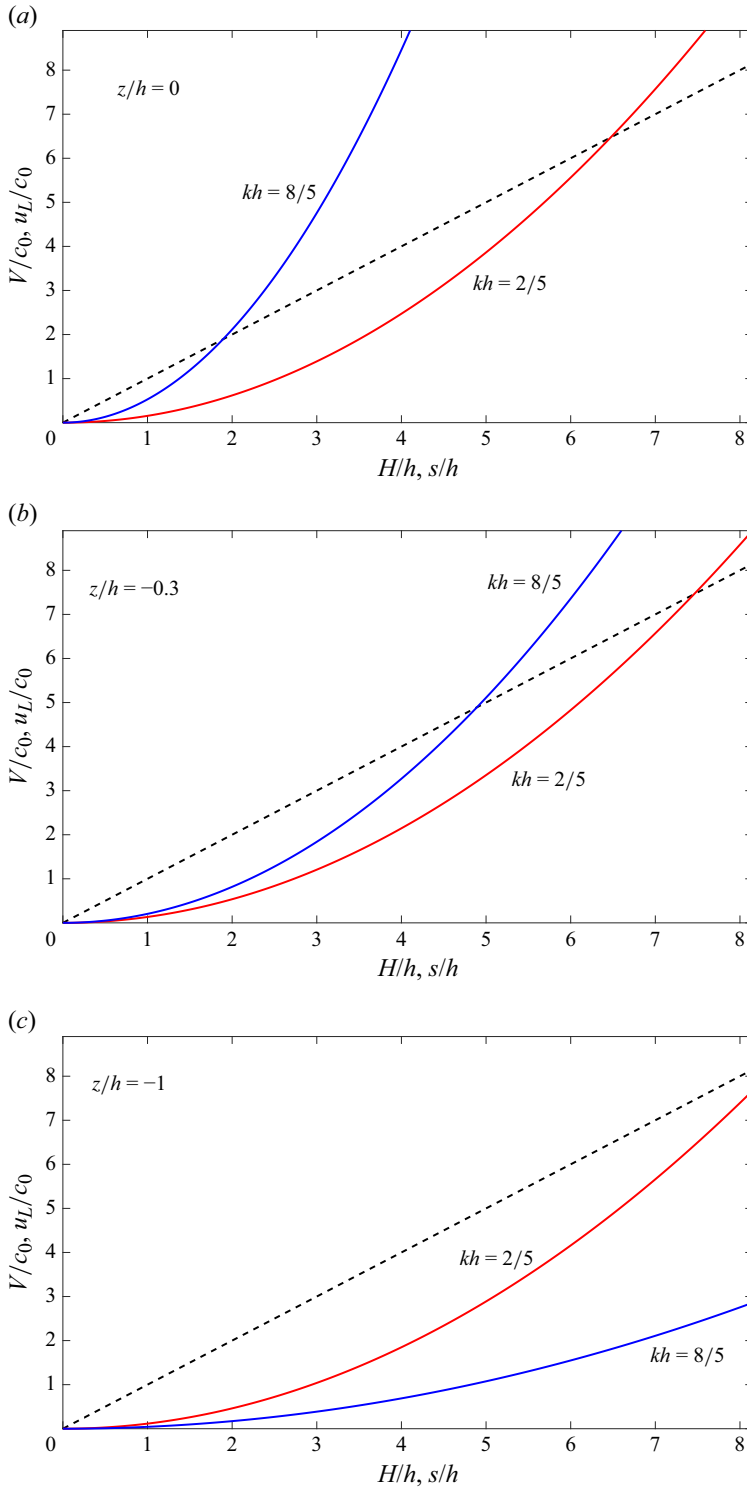 (a)
8
7
6
5
4
3
2
1
0
V/c₀, u_L/c₀
z/h = 0
kh = 8/5
kh = 2/5
1 2 3 4 5 6 7 8
H/h, s/h
(b)
8
7
6
5
4
3
2
1
0
V/c₀, u_L/c₀
z/h = −0.3
kh = 8/5
kh = 2/5
1 2 3 4 5 6 7 8
H/h, s/h
(c)
8
7
6
5
4
3
2
1
0
V/c₀, u_L/c₀
z/h = −1
kh = 2/5
kh = 8/5
1 2 3 4 5 6 7 8
H/h, s/h